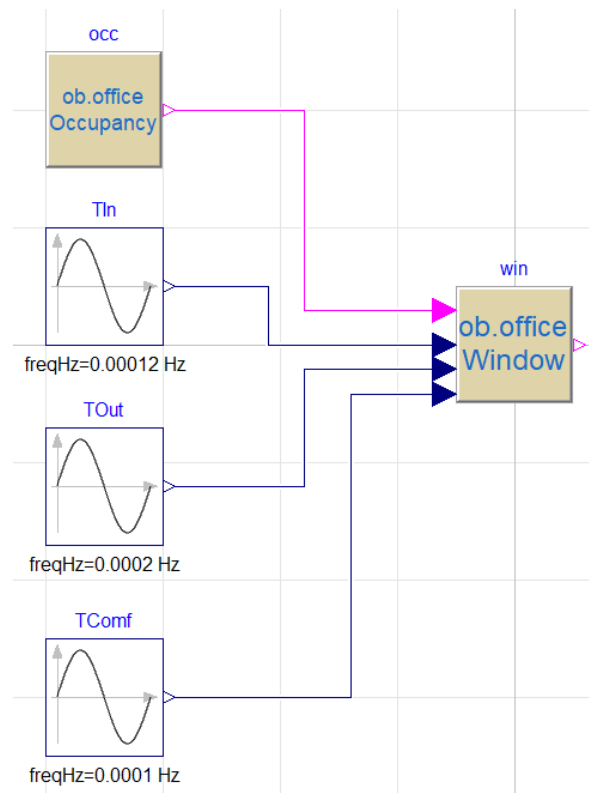 occ
ob.office
Occupancy
TIn
freqHz=0.00012 Hz
win
ob.office
Window
TOut
freqHz=0.0002 Hz
TComf
freqHz=0.0001 Hz